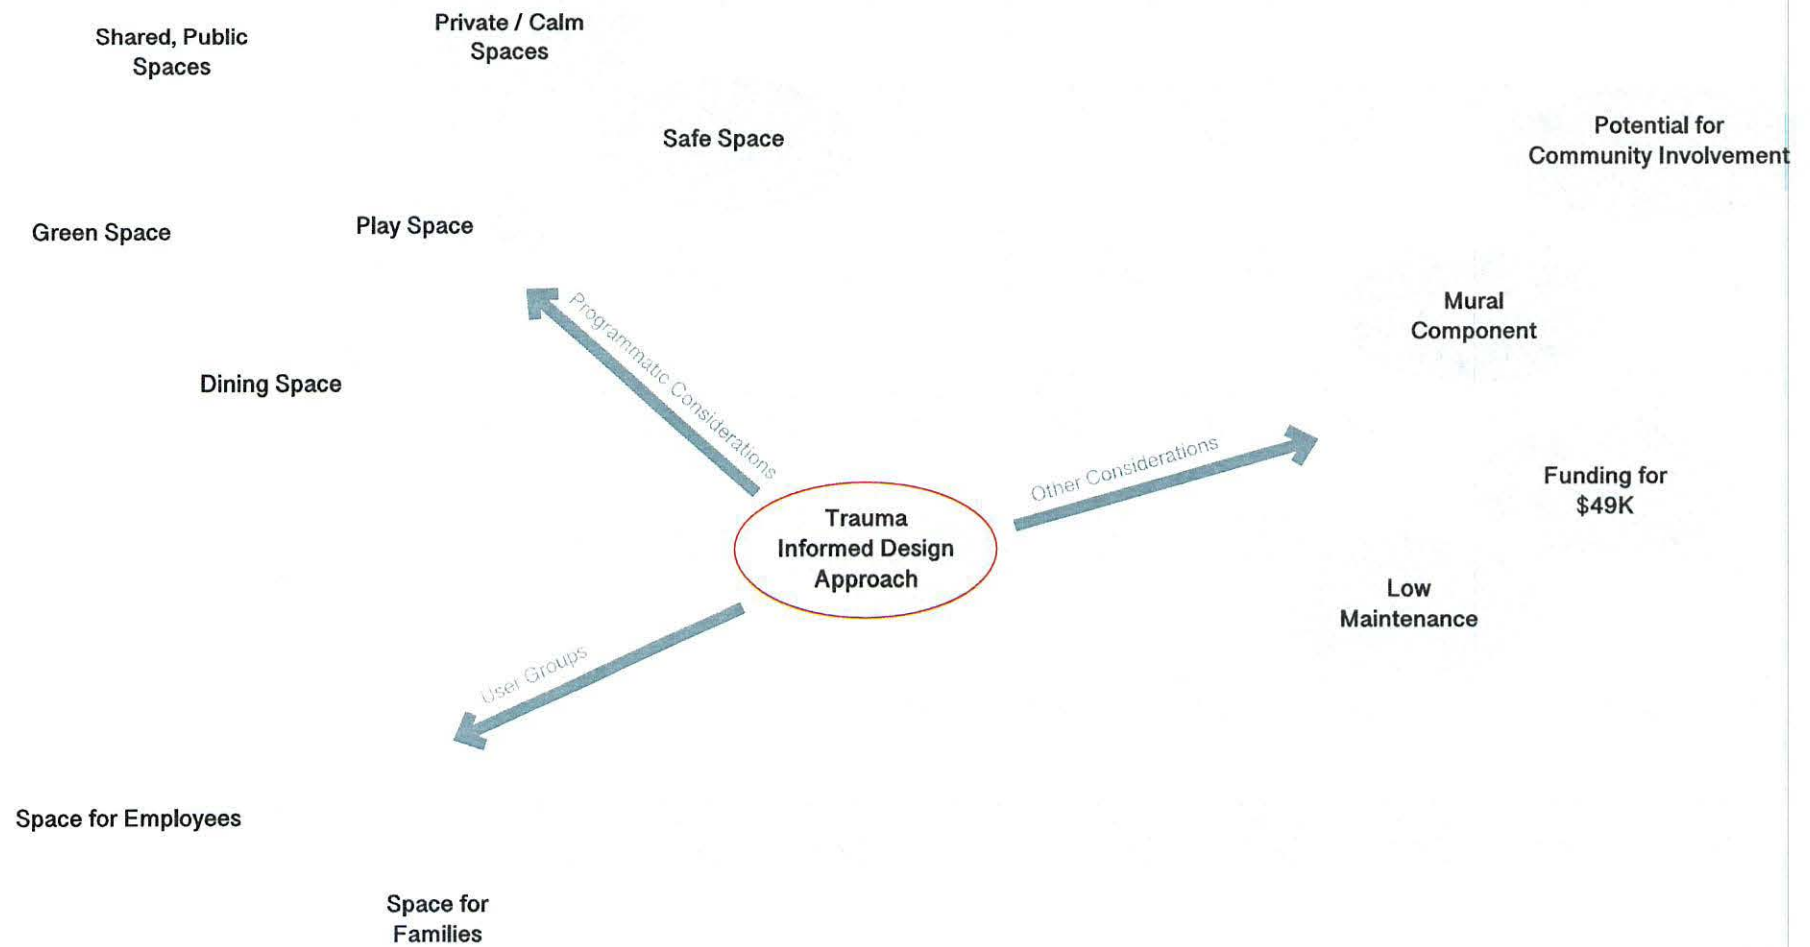 Shared, Public
Spaces
Private / Calm
Spaces
Safe Space
Potential for
Community Involvement
Green Space
Play Space
Mural
Component
Programmatic Considerations
Dining Space
Other Considerations
Funding for
$49K
Trauma
Informed Design
Approach
Low
Maintenance
User Groups
Space for Employees
Space for
Families